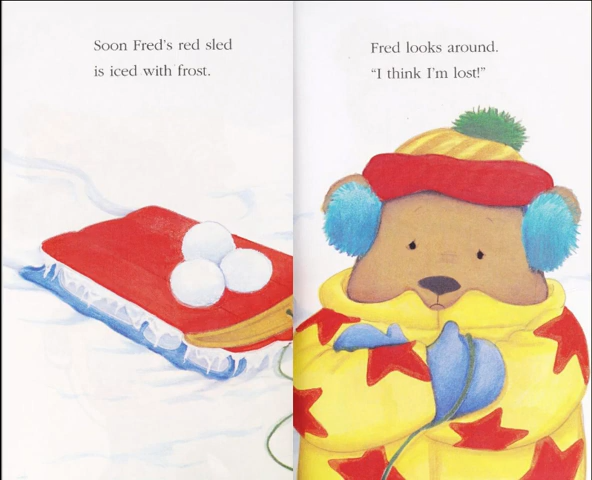 Soon Fred's red sled
is iced with frost.
Fred looks around.
“I think I'm lost!”